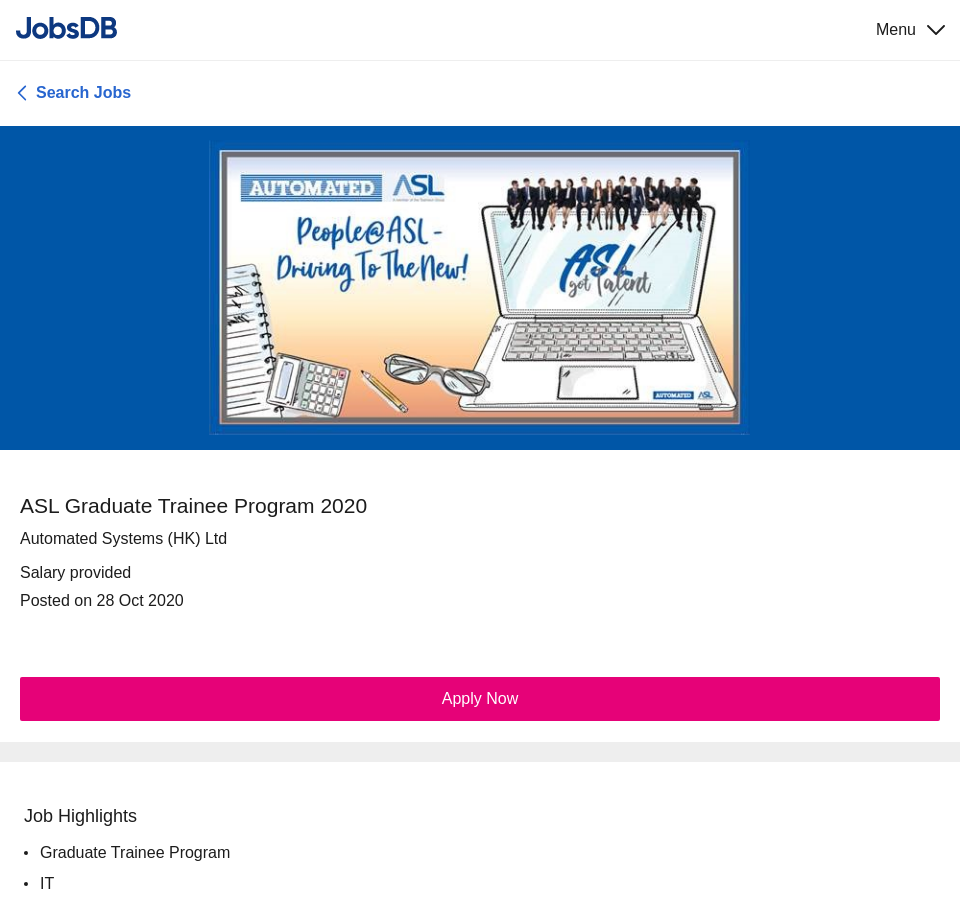 JobsDB
Menu
Search Jobs
AUTOMATED ASL
People@ASL -
Driving To The New!
ASL
got Talent
AUTOMATED ASL
ASL Graduate Trainee Program 2020
Automated Systems (HK) Ltd
Salary provided
Posted on 28 Oct 2020
Apply Now
Job Highlights
Graduate Trainee Program
IT